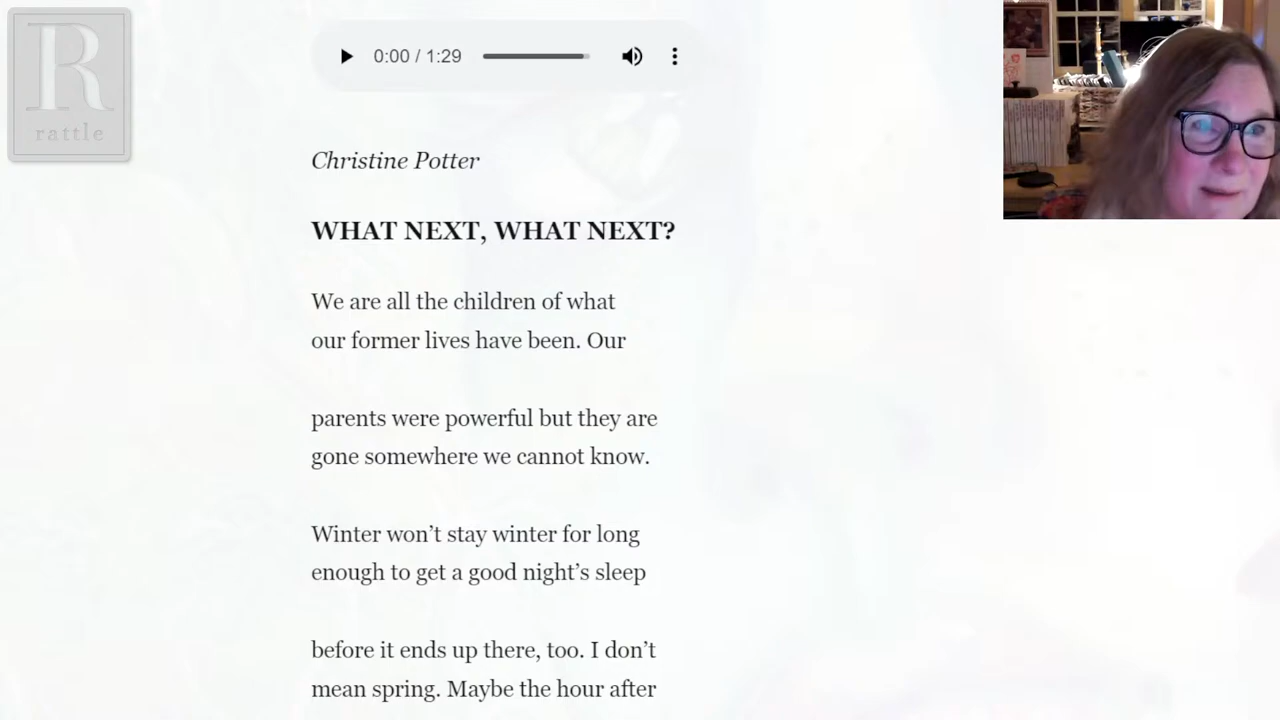 R
rattle
0:00 / 1:29
Christine Potter
WHAT NEXT, WHAT NEXT?
We are all the children of what
our former lives have been. Our
parents were powerful but they are
gone somewhere we cannot know.
Winter won’t stay winter for long
enough to get a good night’s sleep
before it ends up there, too. I don’t
mean spring. Maybe the hour after